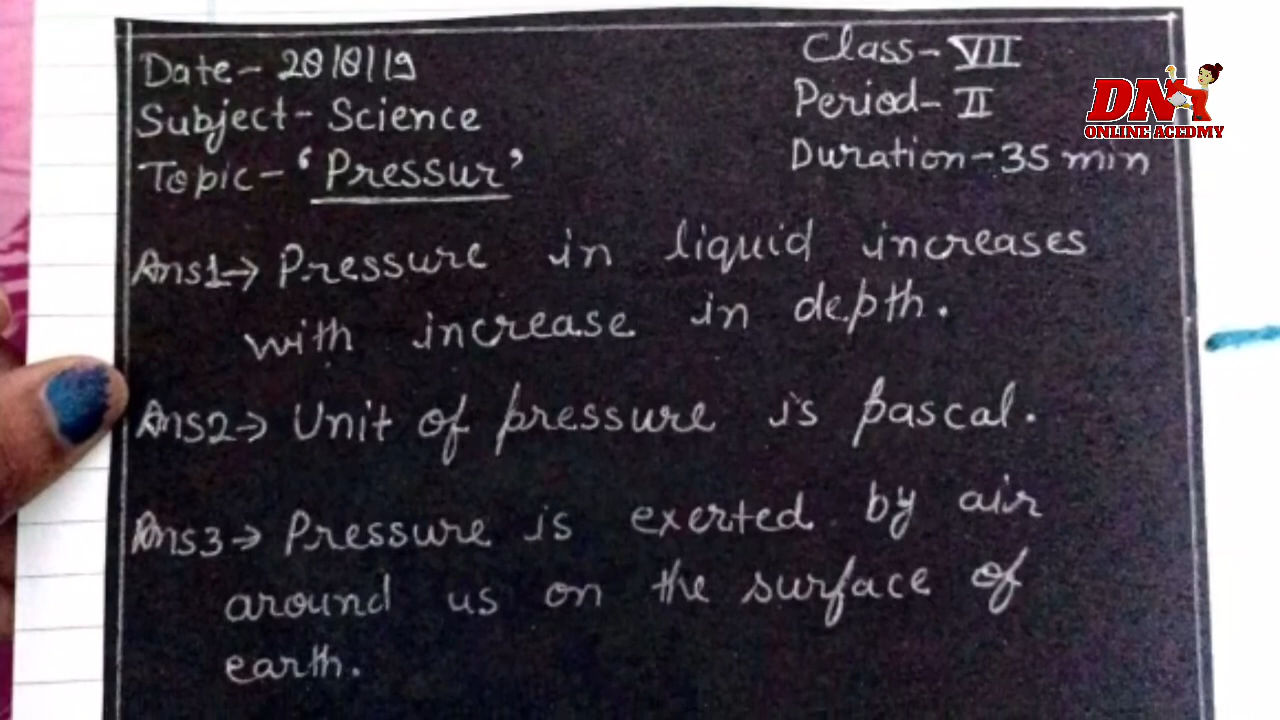 Date- 28/8/19
Class- VII
Subject- Science
Period- II
Topic- 'Pressur'
Duration- 35 min
Ans1→ Pressure in liquid increases
with increase in depth.
Ans2→ Unit of pressure is pascal.
Ans3→ Pressure is exerted by air
around us on the surface of
earth.
DNY
ONLINE ACEDMY